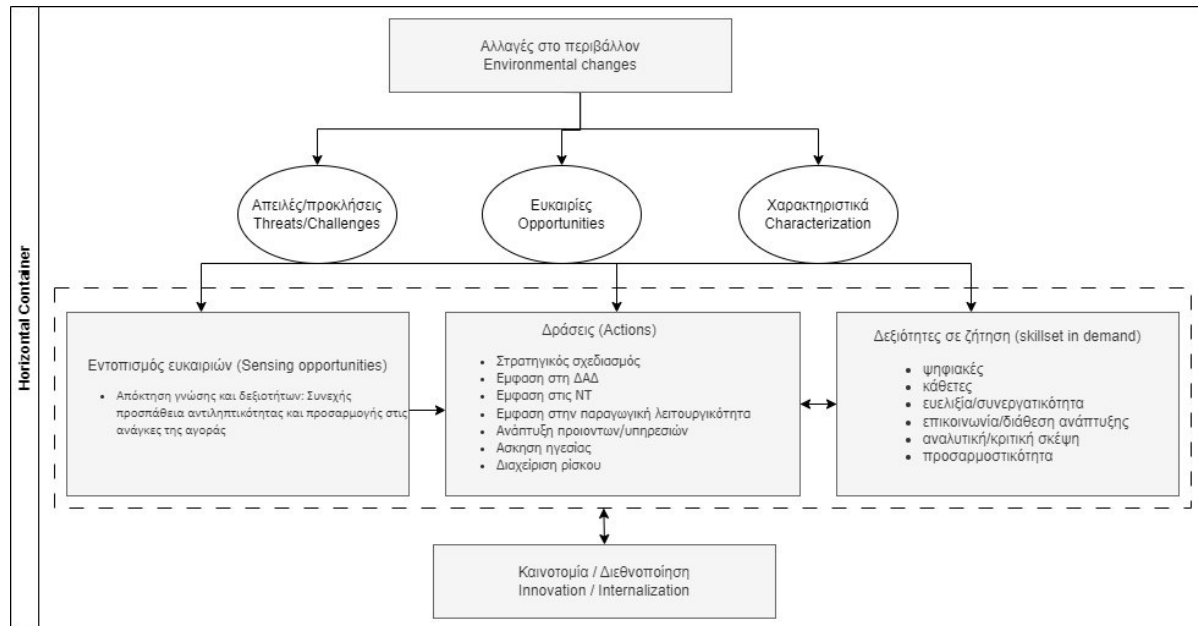 Horizontal Container
Αλλαγές στο περιβάλλον
Environmental changes
Απειλές/προκλήσεις
Threats/Challenges
Ευκαιρίες
Opportunities
Χαρακτηριστικά
Characterization
Εντοπισμός ευκαιριών (Sensing opportunities)
• Απόκτηση γνώσης και δεξιοτήτων: Συνεχής
προσπάθεια αντιληπτικότητας και προσαρμογής στις
ανάγκες της αγοράς
Δράσεις (Actions)
• Στρατηγικός σχεδιασμός
• Εμφαση στη ΔΑΔ
• Εμφαση στις ΝΤ
• Εμφαση στην παραγωγική λειτουργικότητα
• Ανάπτυξη προιοντων/υπηρεσιών
• Ασκηση ηγεσίας
• Διαχείριση ρίσκου
Δεξιότητες σε ζήτηση (skillset in demand)
• ψηφιακές
• κάθετες
• ευελιξία/συνεργατικότητα
• επικοινωνία/διάθεση ανάπτυξης
• αναλυτική/κριτική σκέψη
• προσαρμοστικότητα
Καινοτομία / Διεθνοποίηση
Innovation / Internalization